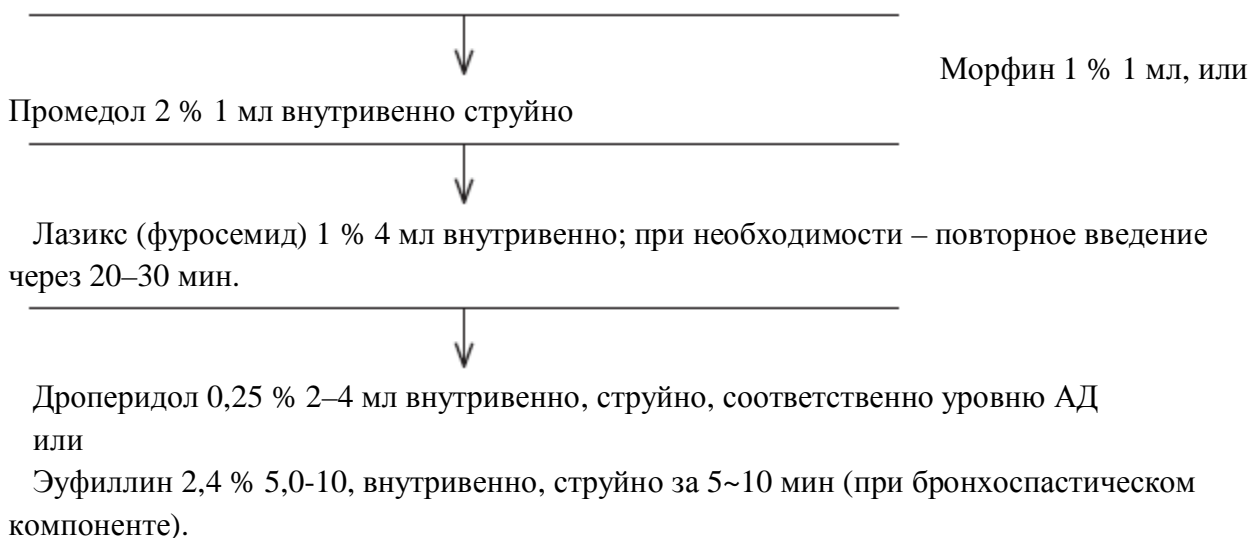 Морфин 1 % 1 мл, или
Промедол 2 % 1 мл внутривенно струйно
Лазикс (фуросемид) 1 % 4 мл внутривенно; при необходимости – повторное введение
через 20–30 мин.
Дроперидол 0,25 % 2–4 мл внутривенно, струйно, соответственно уровню АД
или
Эуфиллин 2,4 % 5,0-10, внутривенно, струйно за 5~10 мин (при бронхоспастическом
компоненте).